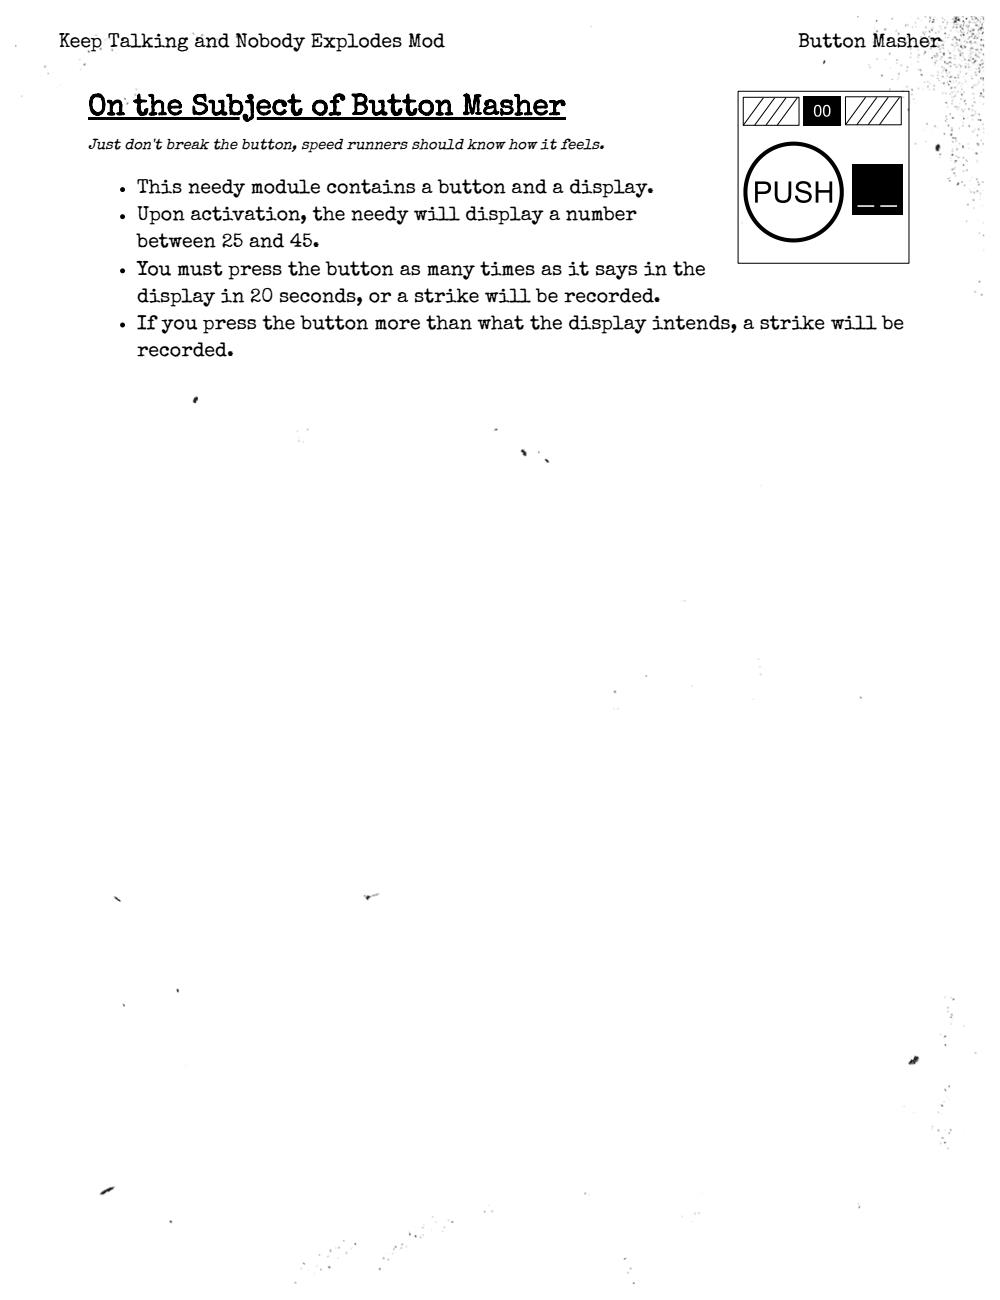 Keep Talking and Nobody Explodes Mod
Button Masher
On the Subject of Button Masher
Just don't break the button, speed runners should know how it feels.
• This needy module contains a button and a display.
• Upon activation, the needy will display a number
between 25 and 45.
• You must press the button as many times as it says in the
display in 20 seconds, or a strike will be recorded.
• If you press the button more than what the display intends, a strike will be
recorded.
00
PUSH
_ _